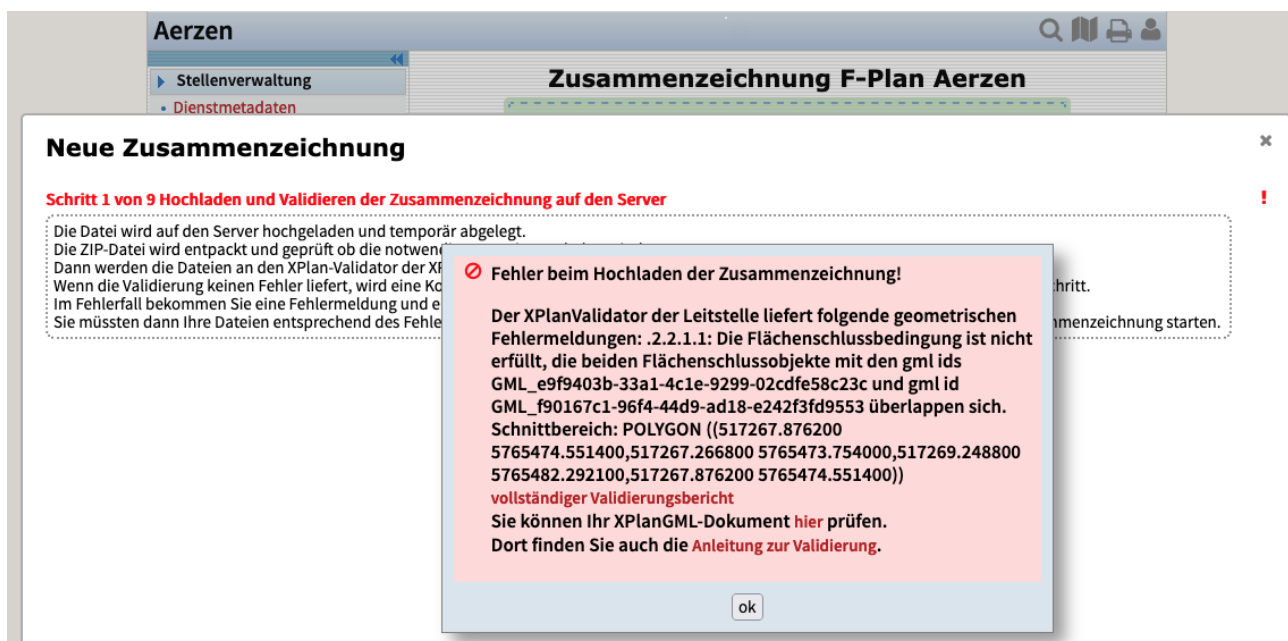 Aerzen
Stellenverwaltung
Dienstmetadaten
Zusammenzeichnung F-Plan Aerzen
Neue Zusammenzeichnung
Schritt 1 von 9 Hochladen und Validieren der Zusammenzeichnung auf den Server
!
Die Datei wird auf den Server hochgeladen und temporär abgelegt.
Die ZIP-Datei wird entpackt und geprüft ob die
Dann werden die Dateien an den XPlan-Validator der
Wenn die Validierung keinen Fehler liefert, wird eine
Im Fehlerfall bekommen Sie eine Fehlermeldung und
Sie müssten dann Ihre Dateien entsprechend des
starten.
Fehler beim Hochladen der Zusammenzeichnung!
Der XPlanValidator der Leitstelle liefert folgende geometrischen
Fehlermeldungen: .2.2.1.1: Die Flächenschlussbedingung ist nicht
erfüllt, die beiden Flächenschlussobjekte mit den gml ids
GML_e9f9403b-33a1-4c1e-9299-02cdfe58c23c und gml id
GML_f90167c1-96f4-44d9-ad18-e242f3fd9553 überlappen sich.
Schnittbereich: POLYGON ((517267.876200
5765474.551400,517267.266800 5765473.754000,517269.248800
5765482.292100,517267.876200 5765474.551400))
vollständiger Validierungsbericht
Sie können Ihr XPlanGML-Dokument hier prüfen.
Dort finden Sie auch die Anleitung zur Validierung.
ok